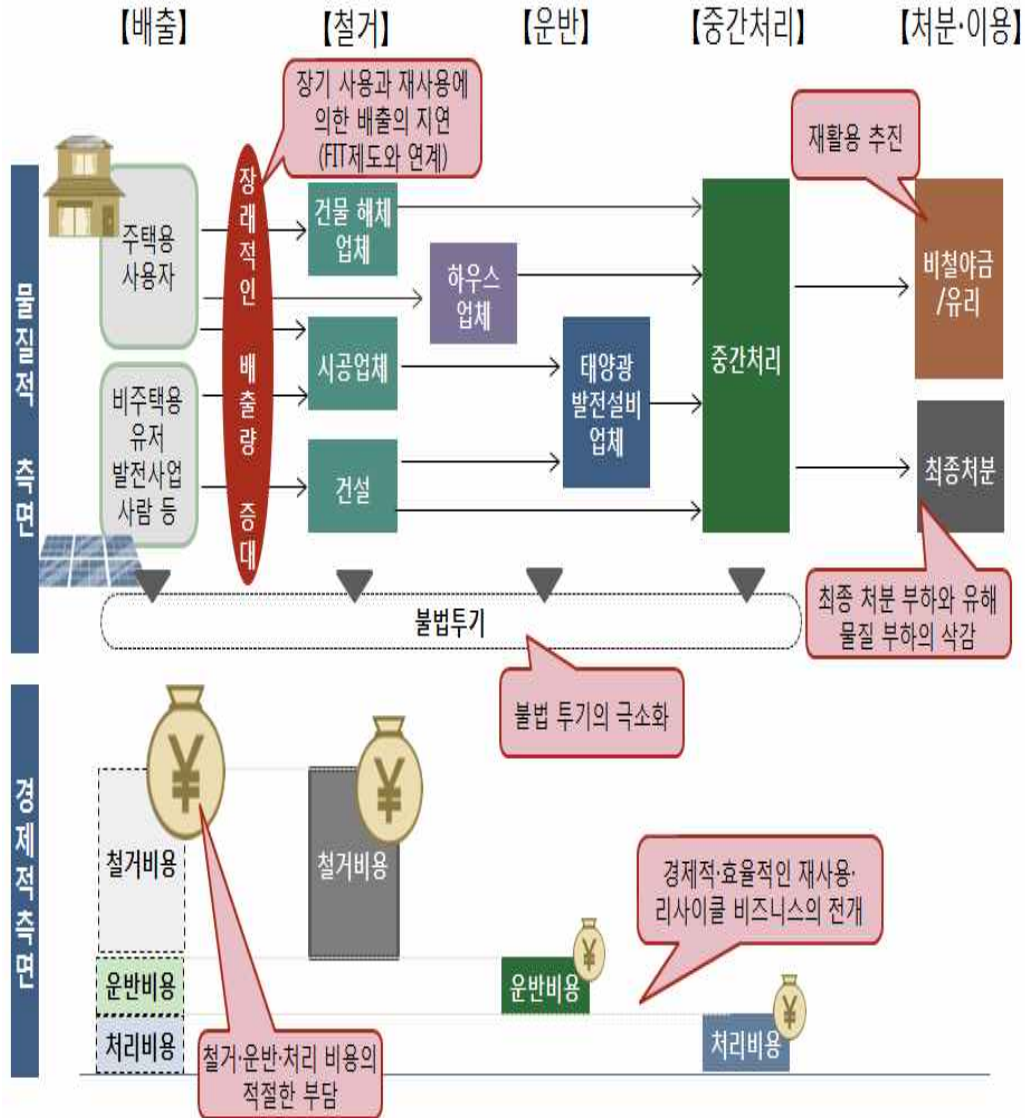 【배출】
【철거】
【운반】
【중간처리】
【처분·이용】
물질적 측면
장기 사용과 재사용에
의한 배출의 지연
(FIT제도와 연계)
재활용 추진
주택용
사용자
비주택용
유저
발전사업
사람 등
장래적인 배출량 증대
건물 해체
업체
시공업체
건설
하우스
업체
태양광
발전설비
업체
중간처리
비철야금
/유리
최종처분
불법투기
최종 처분 부하와 유해
물질 부하의 삭감
불법 투기의 극소화
경제적측면
¥
¥
철거비용
운반비용
처리비용
철거비용
운반비용
¥
처리비용
¥
경제적·효율적인 재사용·
리사이클 비즈니스의 전개
철거·운반·처리 비용의
적절한 부담